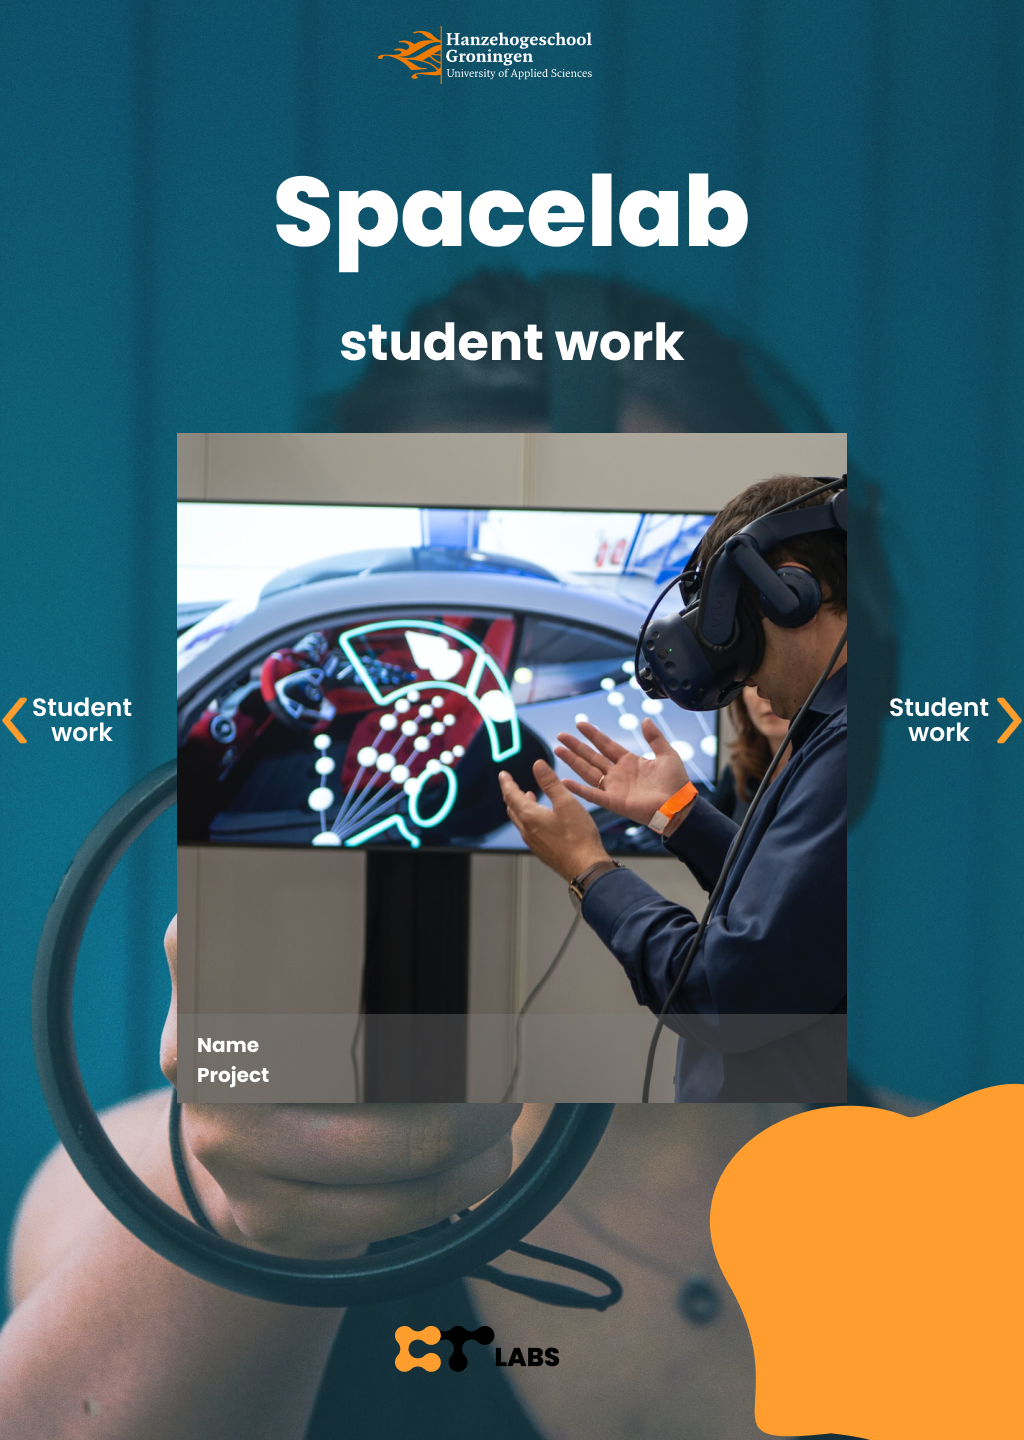 Hanzehogeschool
Groningen
University of Applied Sciences
Spacelab
student work
Student
work
Student
work
Name
Project
LABS